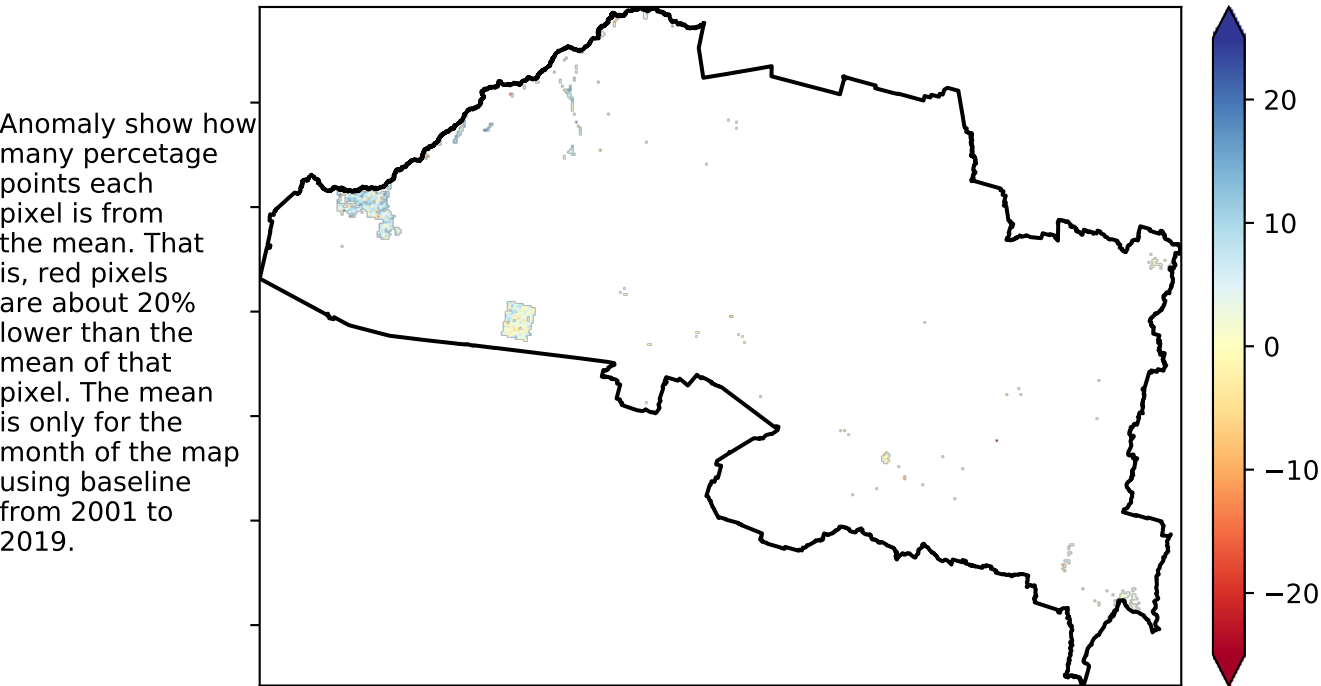 Anomaly show how
many percetage
points each
pixel is from
the mean. That
is, red pixels
are about 20%
lower than the
mean of that
pixel. The mean
is only for the
month of the map
using baseline
from 2001 to
2019.
20
10
0
−10
−20